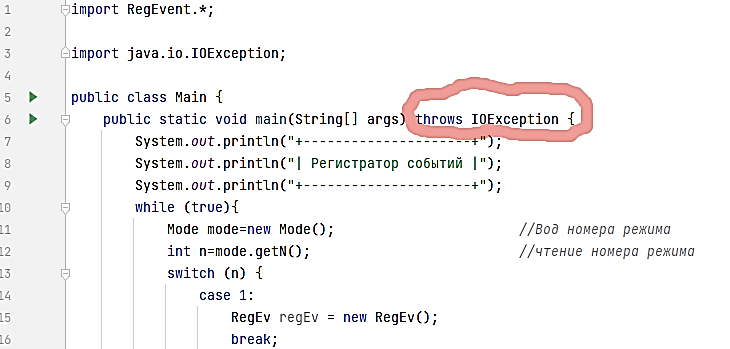 1 import RegEvent.*;
2
3 import java.io.IOException;
4
5 public class Main {
6 public static void main(String[] args) throws IOException {
7 System.out.println("+---------------------+");
8 System.out.println("| Регистратор событий |");
9 System.out.println("+---------------------+");
10 while (true){
11 Mode mode=new Mode(); //Вод номера режима
12 int n=mode.getN(); //чтение номера режима
13 switch (n) {
14 case 1:
15 RegEv regEv = new RegEv();
16 break;